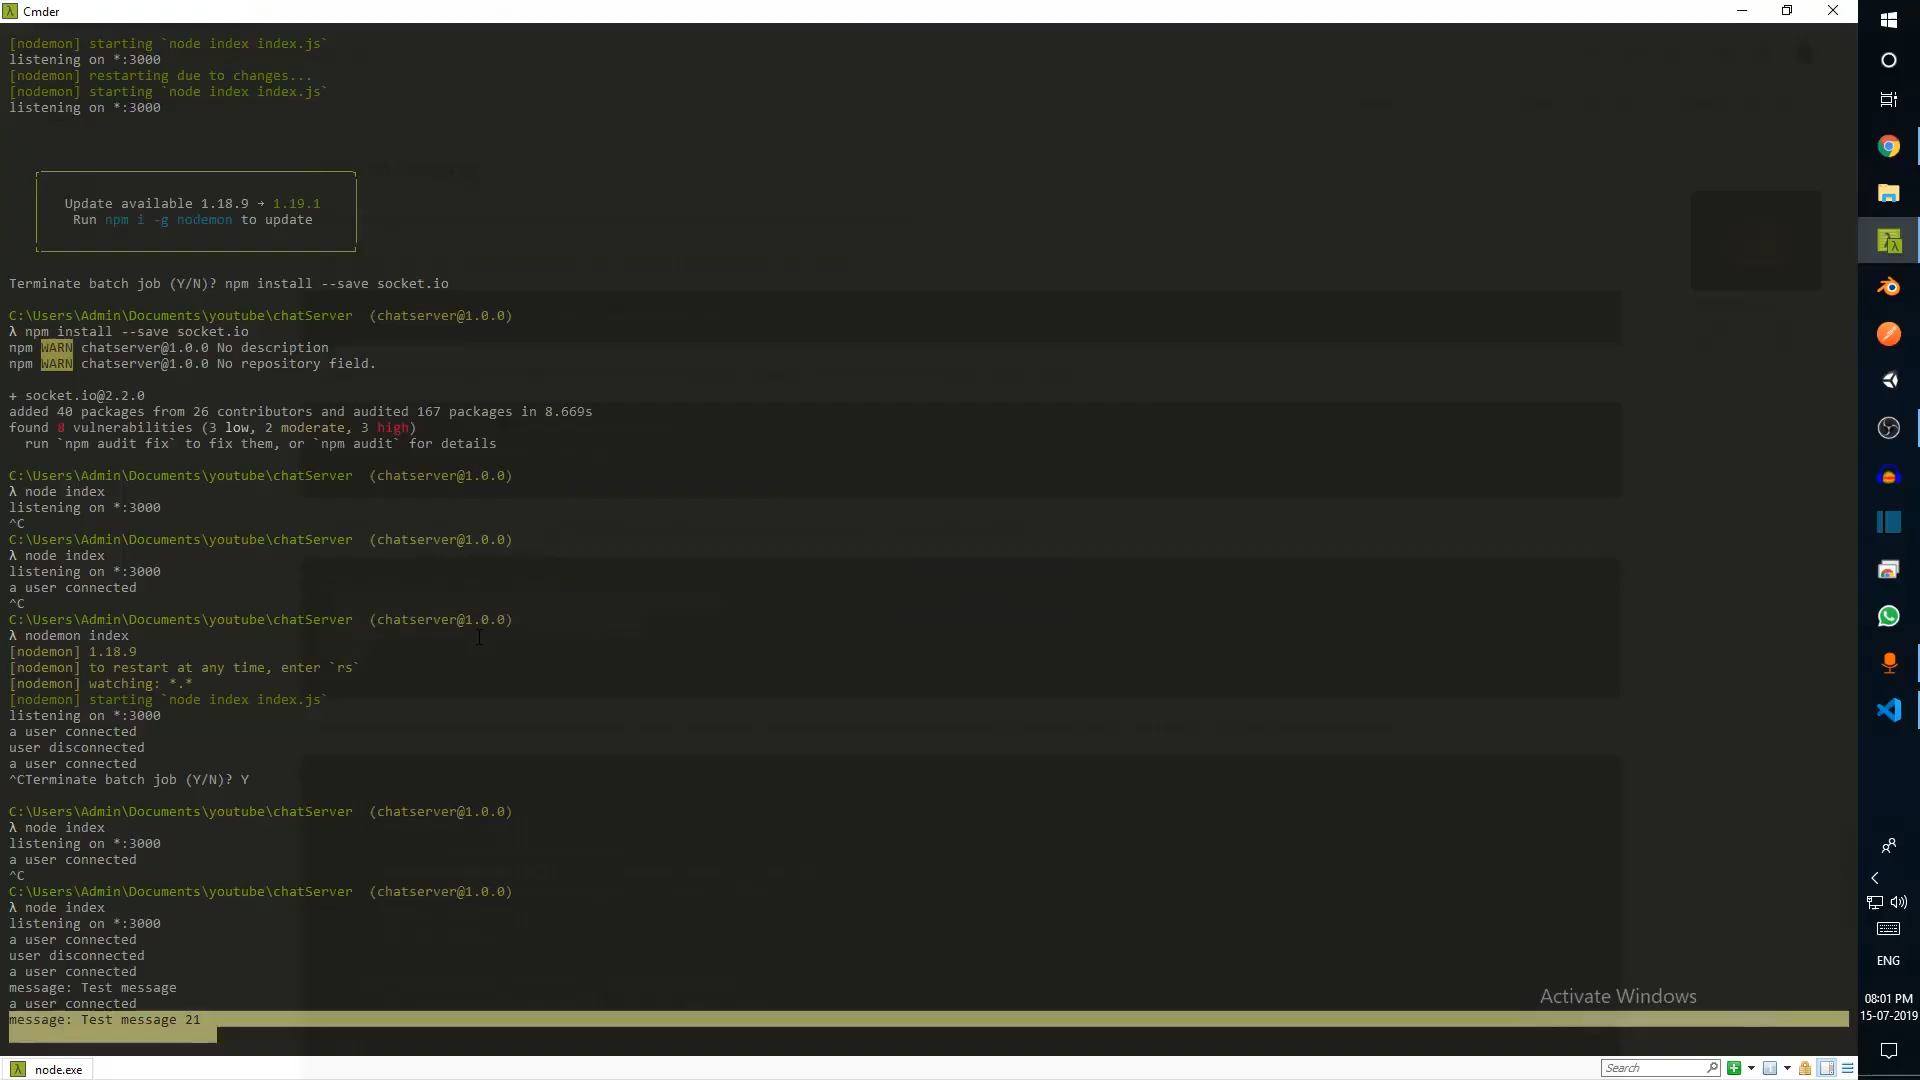 Cmder
[nodemon] starting `node index index.js`
listening on *:3000
[nodemon] restarting due to changes...
[nodemon] starting `node index index.js`
listening on *:3000
Update available 1.18.9 → 1.19.1
Run npm i -g nodemon to update
Terminate batch job (Y/N)? npm install --save socket.io
C:\Users\Admin\Documents\youtube\chatServer  (chatserver@1.0.0)
λ npm install --save socket.io
npm WARN chatserver@1.0.0 No description
npm WARN chatserver@1.0.0 No repository field.
+ socket.io@2.2.0
added 40 packages from 26 contributors and audited 167 packages in 8.669s
found 8 vulnerabilities (3 low, 2 moderate, 3 high)
  run `npm audit fix` to fix them, or `npm audit` for details
C:\Users\Admin\Documents\youtube\chatServer  (chatserver@1.0.0)
λ node index
listening on *:3000
^C
C:\Users\Admin\Documents\youtube\chatServer  (chatserver@1.0.0)
λ node index
listening on *:3000
a user connected
^C
C:\Users\Admin\Documents\youtube\chatServer  (chatserver@1.0.0)
λ nodemon index
[nodemon] 1.18.9
[nodemon] to restart at any time, enter `rs`
[nodemon] watching: *.*
[nodemon] starting `node index index.js`
listening on *:3000
a user connected
user disconnected
a user connected
^CTerminate batch job (Y/N)? Y
C:\Users\Admin\Documents\youtube\chatServer  (chatserver@1.0.0)
λ node index
listening on *:3000
a user connected
^C
C:\Users\Admin\Documents\youtube\chatServer  (chatserver@1.0.0)
λ node index
listening on *:3000
a user connected
user disconnected
a user connected
message: Test message
a user connected
message: Test message 21
Activate Windows
node.exe
Search
ENG
08:01 PM
15-07-2019